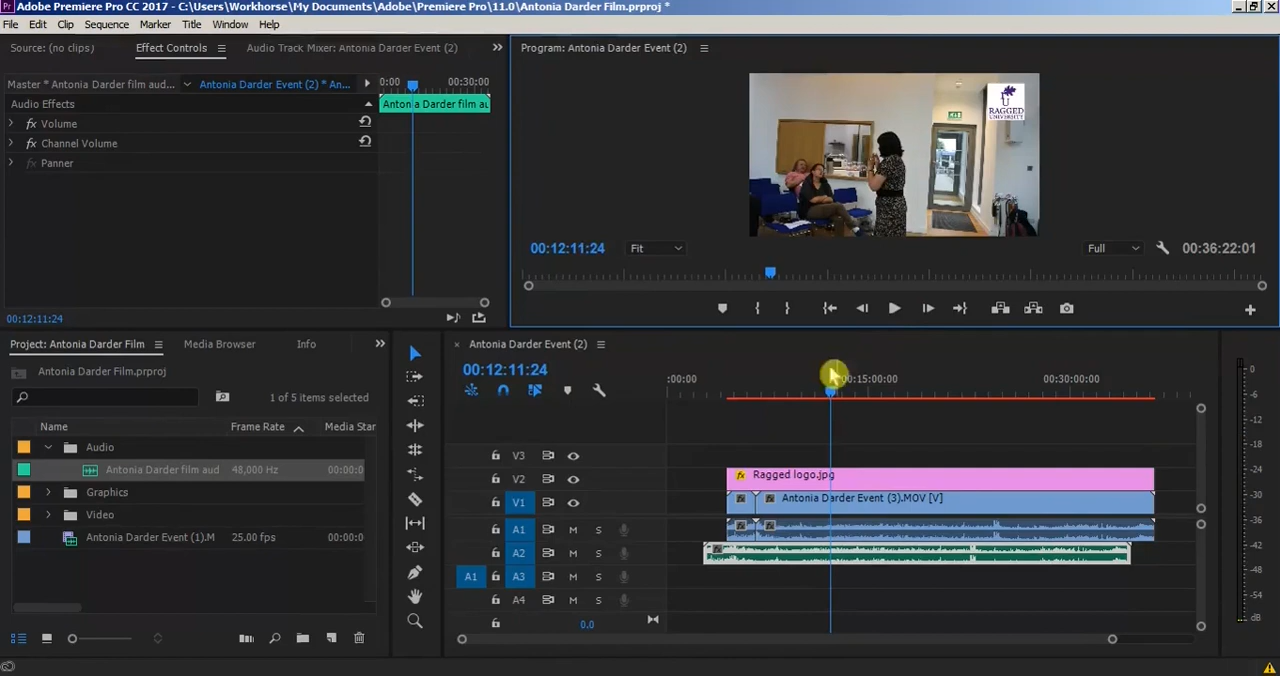 Adobe Premiere Pro CC 2017 - C:\Users\Workhorse\My Documents\Adobe\Premiere Pro\11.0\Antonia Darder Film.prproj *
File Edit Clip Sequence Marker Title Window Help
Source: (no clips) Effect Controls Audio Track Mixer: Antonia Darder Event (2)
Program: Antonia Darder Event (2)
Master * Antonia Darder film aud... Antonia Darder Event (2) * An...
0:00 00:30:00
Audio Effects
Antonia Darder film au
fx Volume
fx Channel Volume
fx Panner
RAGGED
UNIVERSITY
00:12:11:24 Fit Full 00:36:22:01
00:12:11:24
Project: Antonia Darder Film Media Browser Info
Antonia Darder Film.prproj
1 of 5 items selected
Name Frame Rate Media Star
Audio
Antonia Darder film aud 48,000 Hz 00:00:0
Graphics
Video
Antonia Darder Event (1).M 25.00 fps 00:00:0
× Antonia Darder Event (2)
00:12:11:24
:00:00 00:15:00:00 00:30:00:00
V3
V2 Ragged logo.jpg
V1 Antonia Darder Event (3).MOV [V]
A1 M S
A2 M S
A1 A3 M S
A4 M S
0.0
0
-6
-12
-18
-24
-30
-36
-42
-48
-54
dB